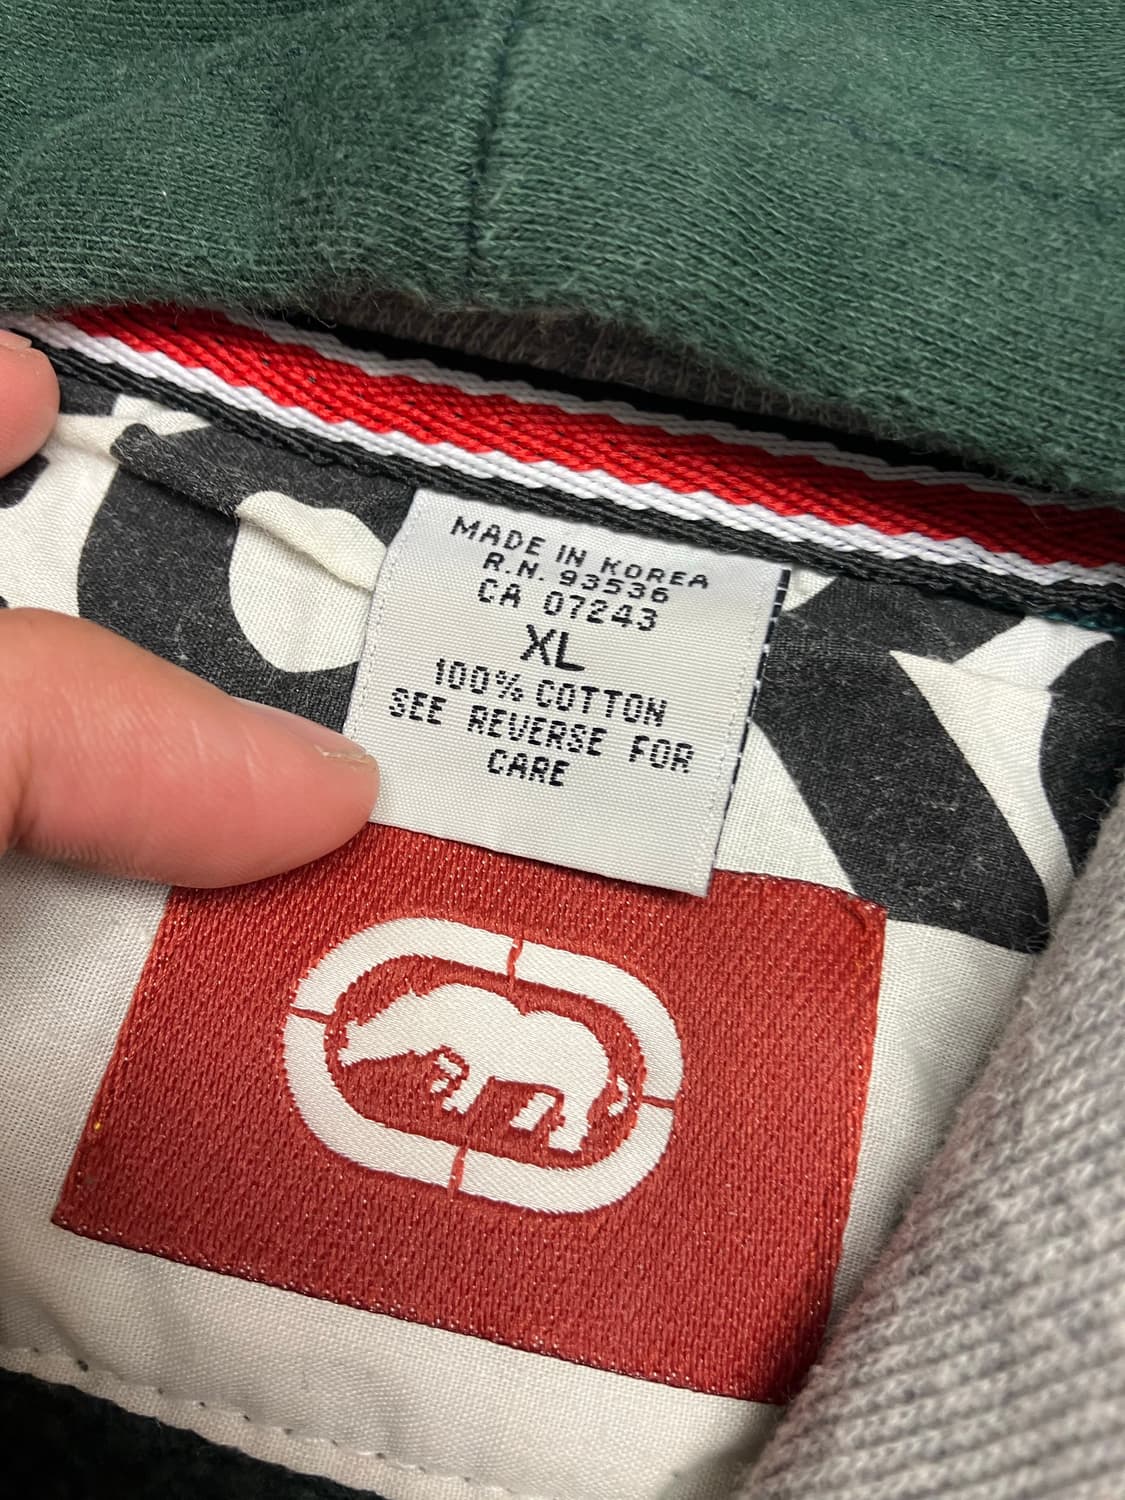 MADE IN KOREA
R.N. 93536
CA 07243
XL
100% COTTON
SEE REVERSE FOR
CARE